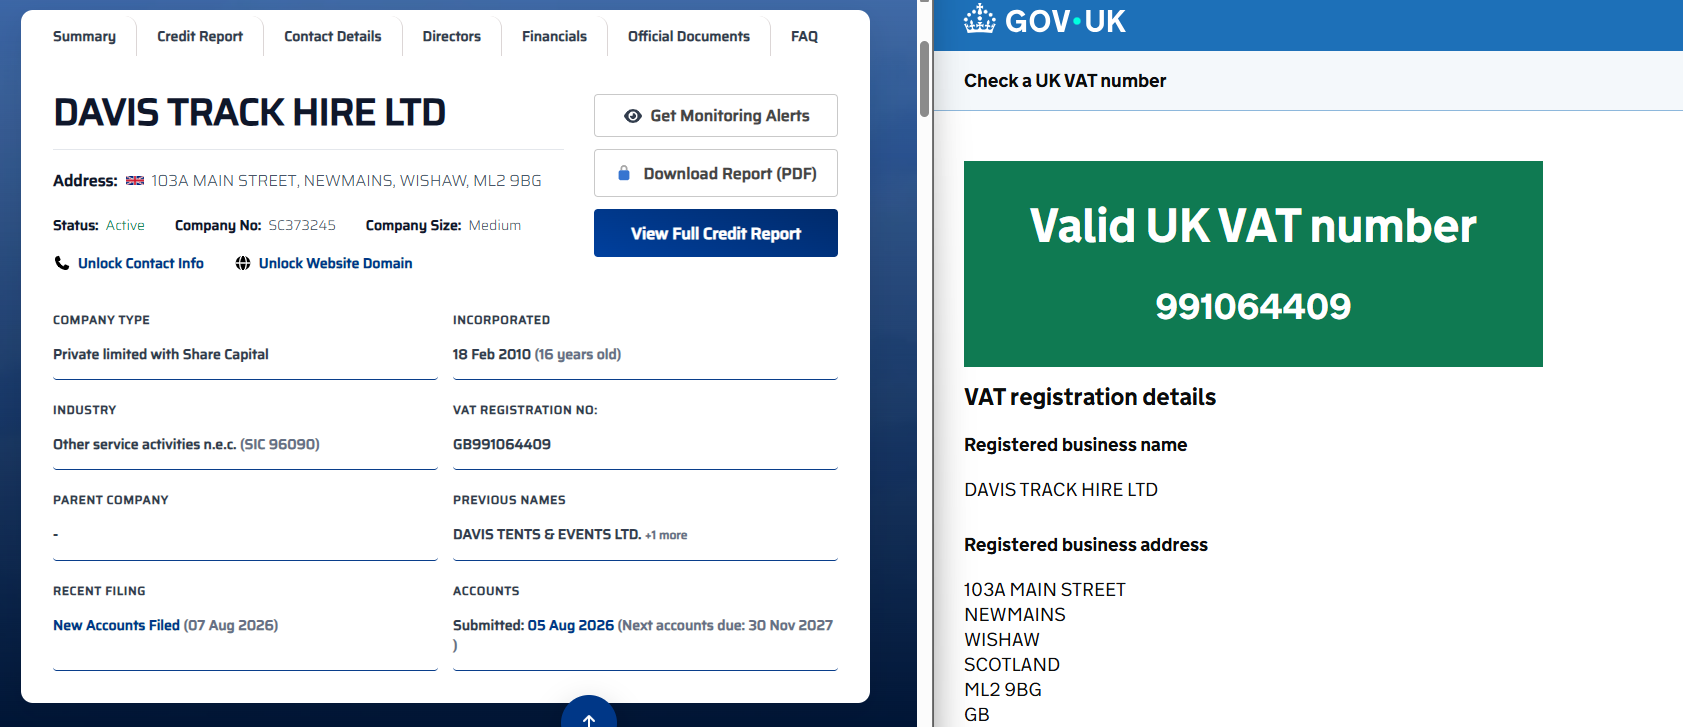 Summary
Credit Report
Contact Details
Directors
Financials
Official Documents
FAQ
DAVIS TRACK HIRE LTD
Get Monitoring Alerts
Download Report (PDF)
View Full Credit Report
Address: 103A MAIN STREET, NEWMAINS, WISHAW, ML2 9BG
Status: Active Company No: SC373245 Company Size: Medium
Unlock Contact Info Unlock Website Domain
COMPANY TYPE
Private limited with Share Capital
INCORPORATED
18 Feb 2010 (16 years old)
INDUSTRY
Other service activities n.e.c. (SIC 96090)
VAT REGISTRATION NO:
GB991064409
PARENT COMPANY
-
PREVIOUS NAMES
DAVIS TENTS & EVENTS LTD. +1 more
RECENT FILING
New Accounts Filed (07 Aug 2026)
ACCOUNTS
Submitted: 05 Aug 2026 (Next accounts due: 30 Nov 2027
)
GOV·UK
Check a UK VAT number
Valid UK VAT number
991064409
VAT registration details
Registered business name
DAVIS TRACK HIRE LTD
Registered business address
103A MAIN STREET
NEWMAINS
WISHAW
SCOTLAND
ML2 9BG
GB